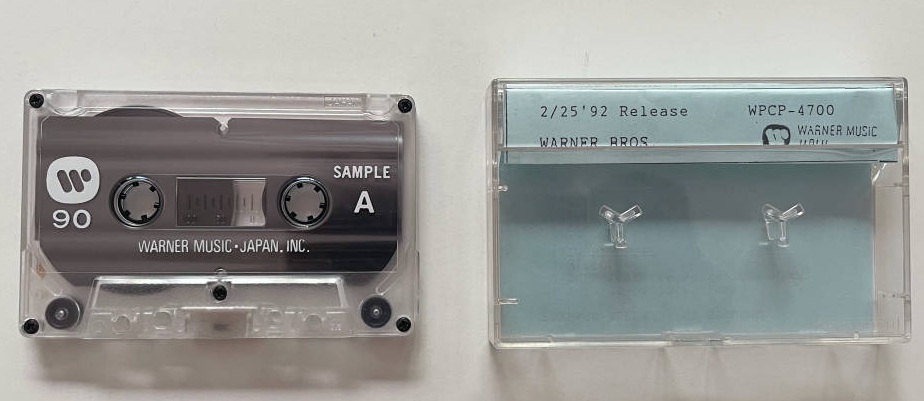 SAMPLE
A
90
WARNER MUSIC·JAPAN, INC.
2/25'92 Release WPCP-4700
WARNER BROS
WARNER MUSIC